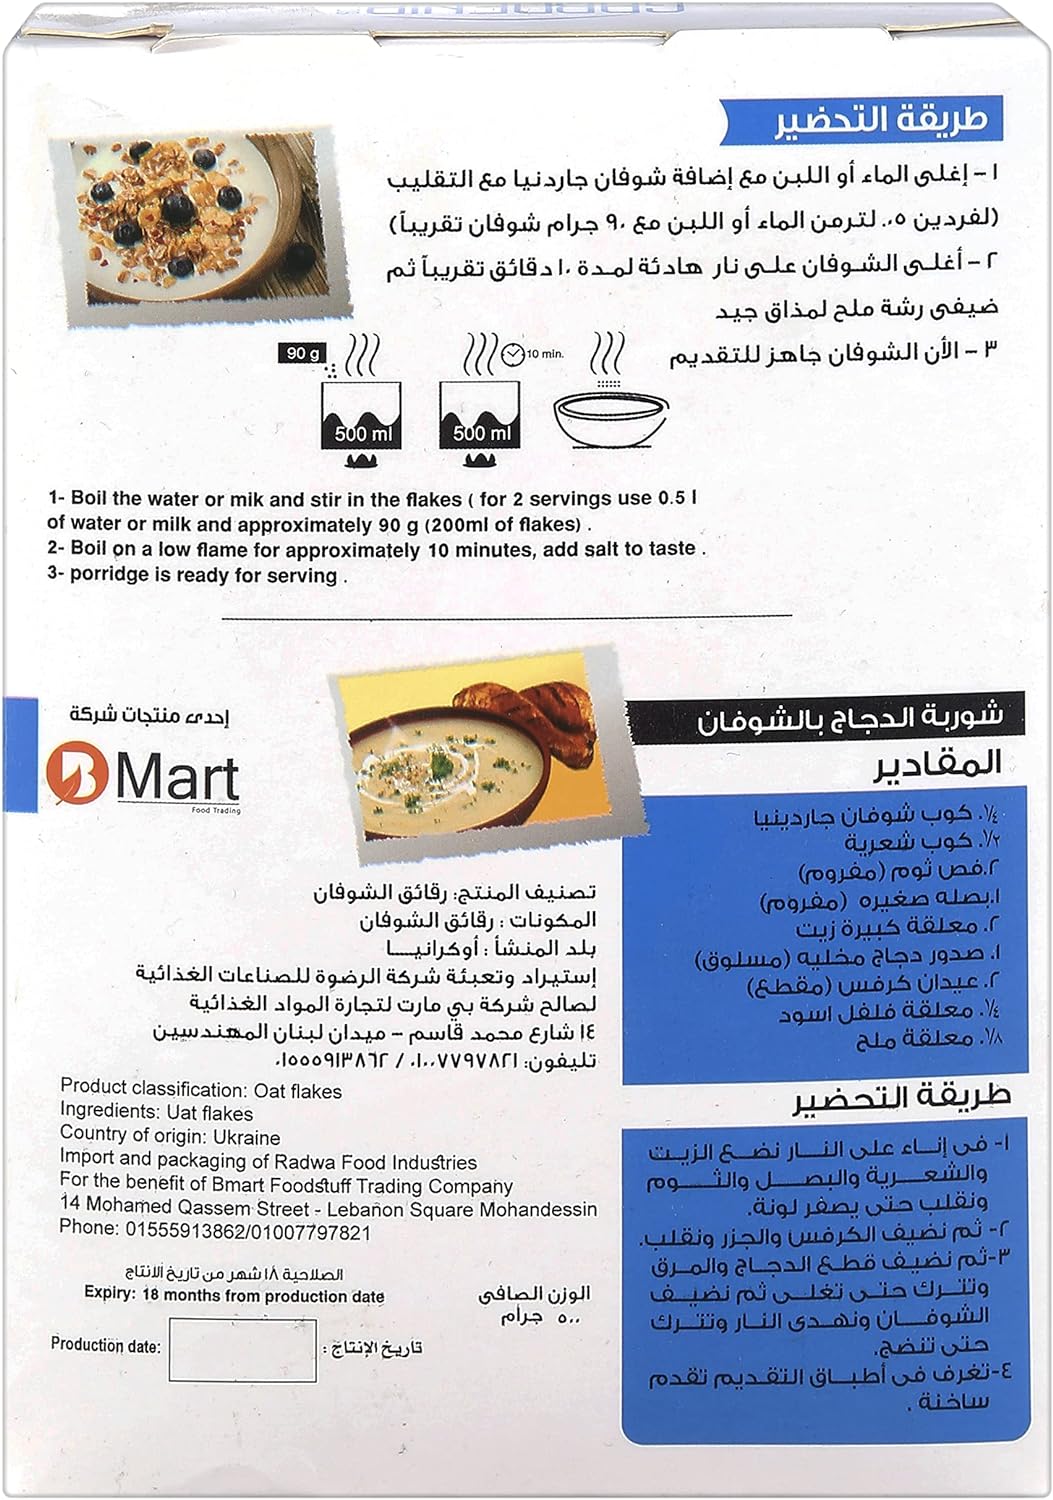 طريقة التحضير
١ - إغلى الماء أو اللبن مع إضافة شوفان جاردنيا مع التقليب
(لفردين ٠.٥ لترمن الماء أو اللبن مع ٩٠ جرام شوفان تقريباً)
٢ - أغلى الشوفان على نار هادئة لمدة ١٠ دقائق تقريباً ثم
ضيفى رشة ملح لمذاق جيد
٣ - الأن الشوفان جاهز للتقديم
90 g
10 min.
500 ml
500 ml
1- Boil the water or mik and stir in the flakes ( for 2 servings use 0.5 l
of water or milk and approximately 90 g (200ml of flakes) .
2- Boil on a low flame for approximately 10 minutes, add salt to taste .
3- porridge is ready for serving .
إحدى منتجات شركة
B Mart
Food Trading
شوربة الدجاج بالشوفان
المقادير
١/٤. كوب شوفان جاردينيا
١/٢. كوب شعرية
٢.فص ثوم (مفروم)
١.بصله صغيره (مفروم)
٢. معلقة كبيرة زيت
١. صدور دجاج مخليه (مسلوق)
٢. عيدان كرفس (مقطع)
١/٤. معلقة فلفل اسود
١/٨. معلقة ملح
طريقة التحضير
١- فى إناء على النار نضع الزيت
والشعرية والبصل والثوم
ونقلب حتى يصفر لونة.
٢- ثم نضيف الكرفس والجزر ونقلب.
٣-ثم نضيف قطع الدجاج والمرق
وتترك حتى تغلى ثم نضيف
الشوفان ونهدى النار وتترك
حتى تنضج.
٤-تغرف فى أطباق التقديم تقدم
ساخنة .
تصنيف المنتج: رقائق الشوفان
المكونات : رقائق الشوفان
بلد المنشأ : أوكرانيا
إستيراد وتعبئة شركة الرضوة للصناعات الغذائية
لصالح شركة بي مارت لتجارة المواد الغذائية
١٤ شارع محمد قاسم – ميدان لبنان المهندسين
تليفون: ٠١٠٠٧٧٩٧٨٢١ / ٠١٥٥٥٩١٣٨٦٢
Product classification: Oat flakes
Ingredients: Uat flakes
Country of origin: Ukraine
Import and packaging of Radwa Food Industries
For the benefit of Bmart Foodstuff Trading Company
14 Mohamed Qassem Street - Lebanon Square Mohandessin
Phone: 01555913862/01007797821
الصلاحية ١٨ شهر من تاريخ الانتاج
Expiry: 18 months from production date
الوزن الصافى
٥٠٠ جرام
Production date:
تاريخ الإنتاج :